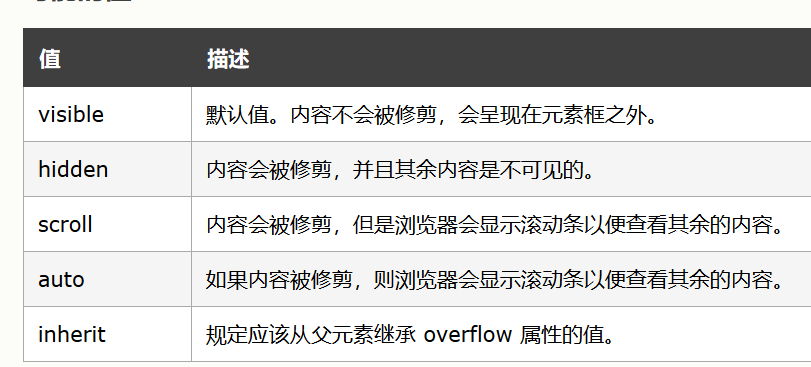 值 描述
visible 默认值。内容不会被修剪，会呈现在元素框之外。
hidden 内容会被修剪，并且其余内容是不可见的。
scroll 内容会被修剪，但是浏览器会显示滚动条以便查看其余的内容。
auto 如果内容被修剪，则浏览器会显示滚动条以便查看其余的内容。
inherit 规定应该从父元素继承 overflow 属性的值。